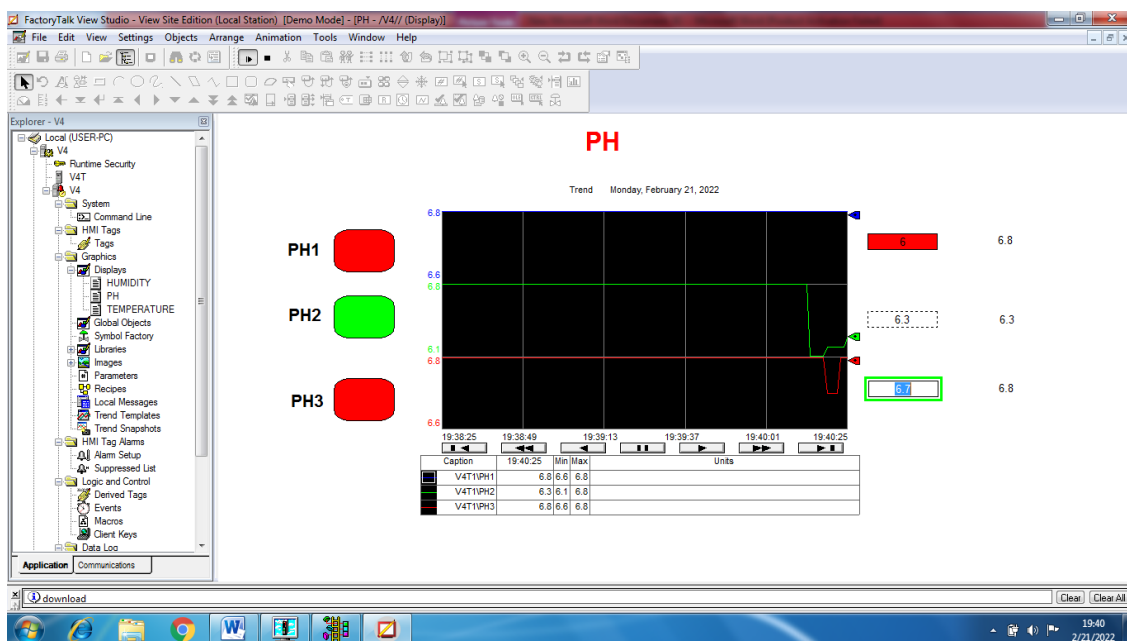 FactoryTalk View Studio - View Site Edition (Local Station) [Demo Mode] - [PH - /V4// (Display)]
File Edit View Settings Objects Arrange Animation Tools Window Help
Explorer - V4
Local (USER-PC)
V4
Runtime Security
V4T
V4
System
Command Line
HMI Tags
Tags
Graphics
Displays
HUMIDITY
PH
TEMPERATURE
Global Objects
Symbol Factory
Libraries
Images
Parameters
Recipes
Local Messages
Trend Templates
Trend Snapshots
HMI Tag Alarms
Alarm Setup
Suppressed List
Logic and Control
Derived Tags
Events
Macros
Client Keys
Data Log
Application Communications
PH
Trend Monday, February 21, 2022
6.8
PH1 6 6.8
6.6
6.8
PH2 6.3 6.3
6.1
6.8
PH3 6.7 6.8
6.6
19:38:25 19:38:49 19:39:13 19:39:37 19:40:01 19:40:25
Caption 19:40:25 Min Max Units
V4T1\PH1 6.8 6.6 6.8
V4T1\PH2 6.3 6.1 6.8
V4T1\PH3 6.8 6.6 6.8
download
Clear Clear All
19:40
2/21/2022